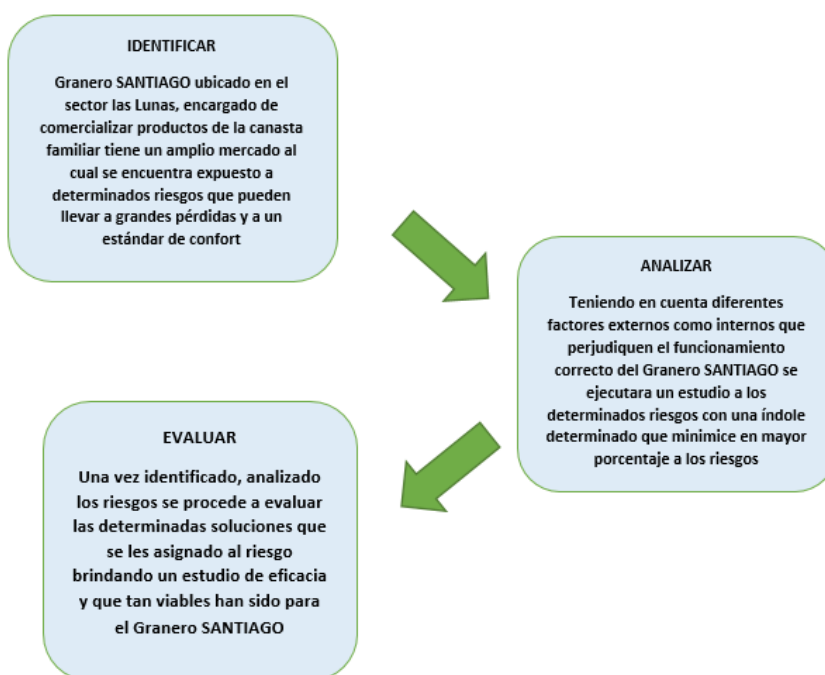 IDENTIFICAR
Granero SANTIAGO ubicado en el
sector las Lunas, encargado de
comercializar productos de la canasta
familiar tiene un amplio mercado al
cual se encuentra expuesto a
determinados riesgos que pueden
llevar a grandes pérdidas y a un
estándar de confort
ANALIZAR
Teniendo en cuenta diferentes
factores externos como internos que
perjudiquen el funcionamiento
correcto del Granero SANTIAGO se
ejecutara un estudio a los
determinados riesgos con una índole
determinado que minimice en mayor
porcentaje a los riesgos
EVALUAR
Una vez identificado, analizado
los riesgos se procede a evaluar
las determinadas soluciones que
se les asignado al riesgo
brindando un estudio de eficacia
y que tan viables han sido para
el Granero SANTIAGO